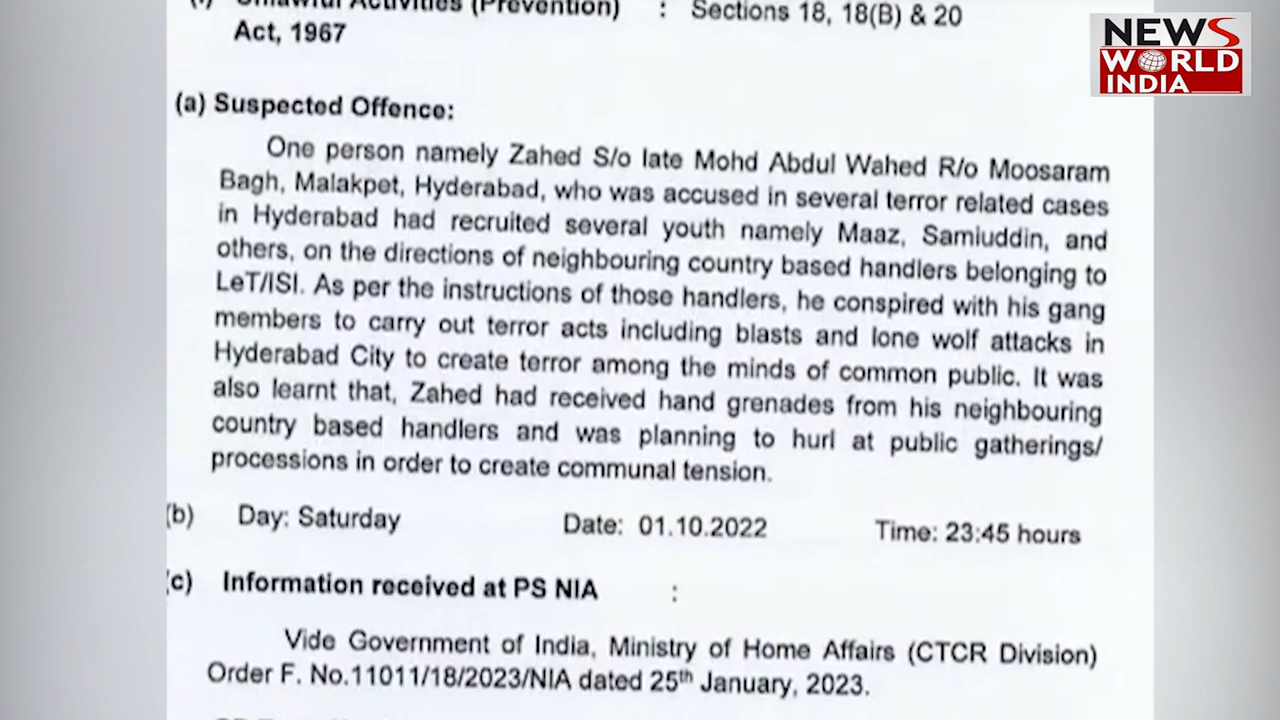 Unlawful Activities (Prevention) : Sections 18, 18(B) & 20
Act, 1967
NEWS
WORLD
INDIA
(a) Suspected Offence:
One person namely Zahed S/o late Mohd Abdul Wahed R/o Moosaram
Bagh, Malakpet, Hyderabad, who was accused in several terror related cases
in Hyderabad had recruited several youth namely Maaz, Samiuddin, and
others, on the directions of neighbouring country based handlers belonging to
LeT/ISI. As per the instructions of those handlers, he conspired with his gang
members to carry out terror acts including blasts and lone wolf attacks in
Hyderabad City to create terror among the minds of common public. It was
also learnt that, Zahed had received hand grenades from his neighbouring
country based handlers and was planning to hurl at public gatherings/
processions in order to create communal tension.
(b) Day: Saturday Date: 01.10.2022 Time: 23:45 hours
(c) Information received at PS NIA :
Vide Government of India, Ministry of Home Affairs (CTCR Division)
Order F. No.11011/18/2023/NIA dated 25th January, 2023.